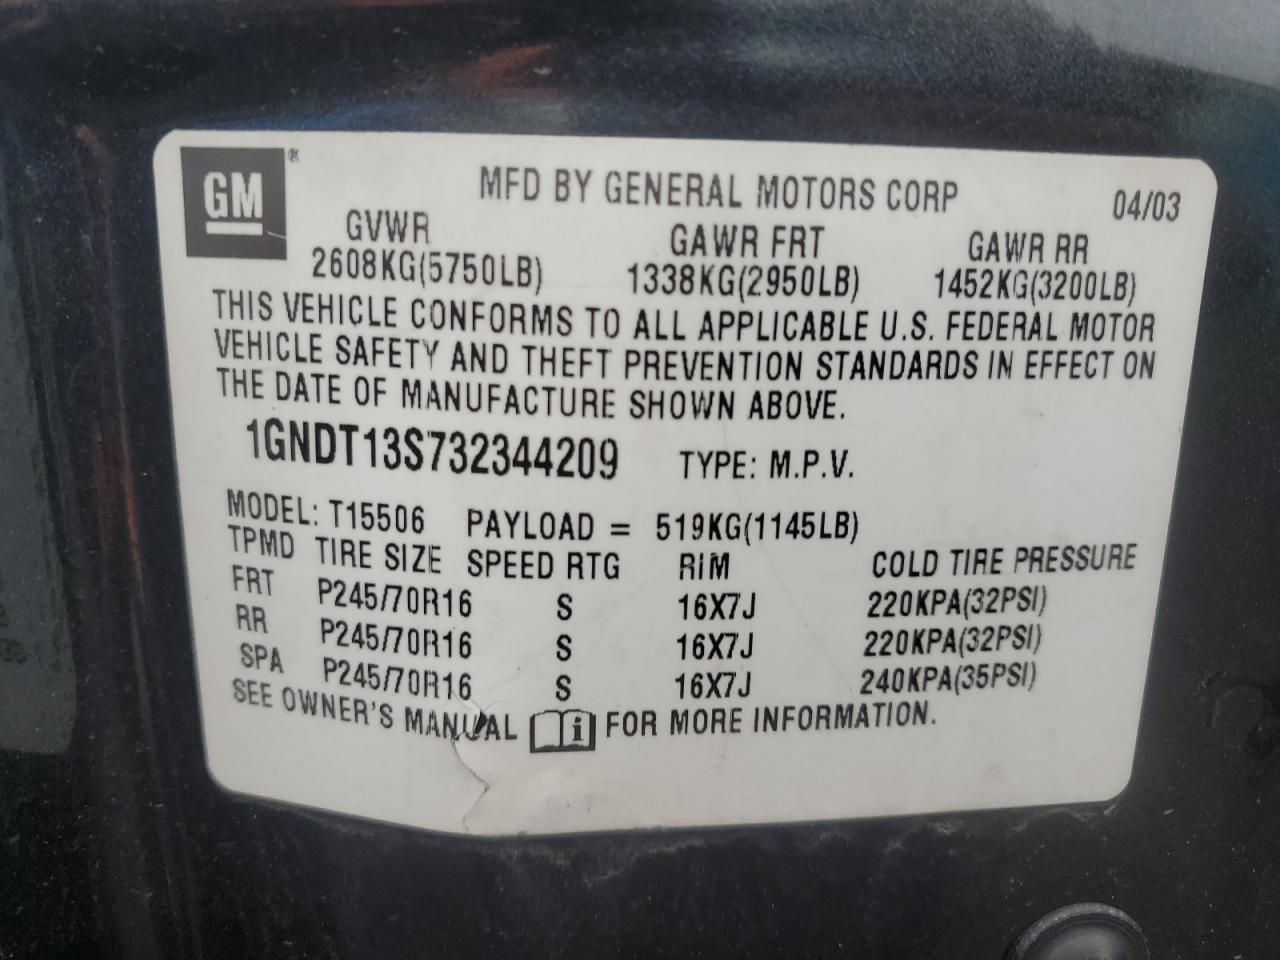 GM®
MFD BY GENERAL MOTORS CORP 04/03
GVWR GAWR FRT GAWR RR
2608KG(5750LB) 1338KG(2950LB) 1452KG(3200LB)
THIS VEHICLE CONFORMS TO ALL APPLICABLE U.S. FEDERAL MOTOR
VEHICLE SAFETY AND THEFT PREVENTION STANDARDS IN EFFECT ON
THE DATE OF MANUFACTURE SHOWN ABOVE.
1GNDT13S732344209 TYPE: M.P.V.
MODEL: T15506 PAYLOAD = 519KG(1145LB)
TPMD TIRE SIZE SPEED RTG RIM COLD TIRE PRESSURE
FRT P245/70R16 S 16X7J 220KPA(32PSI)
RR P245/70R16 S 16X7J 220KPA(32PSI)
SPA P245/70R16 S 16X7J 240KPA(35PSI)
SEE OWNER'S MANUAL i FOR MORE INFORMATION.